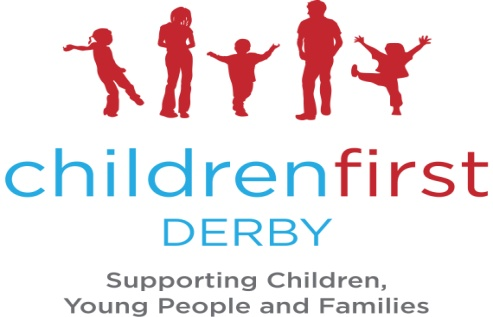 childrenfirst
DERBY
Supporting Children,
Young People and Families